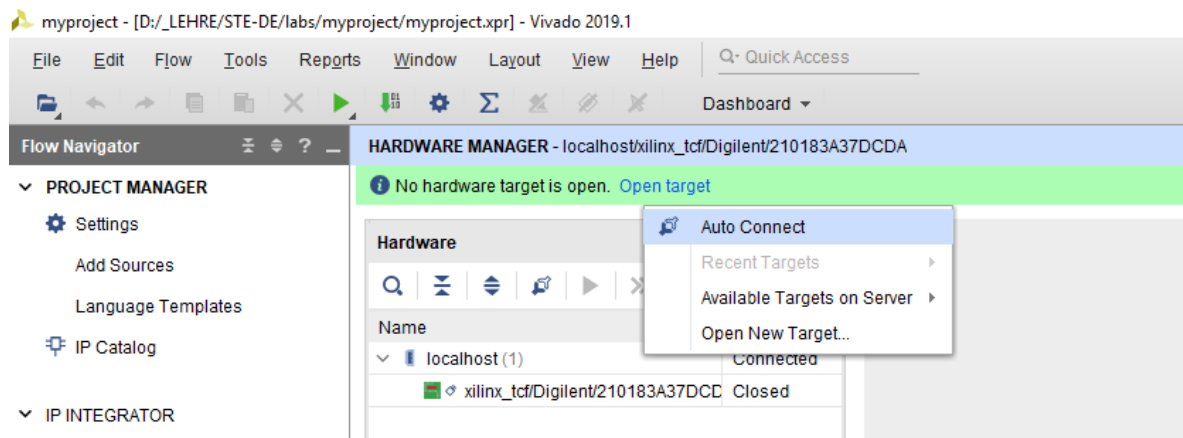 myproject - [D:/_LEHRE/STE-DE/labs/myproject/myproject.xpr] - Vivado 2019.1
File Edit Flow Tools Reports Window Layout View Help Quick Access
Dashboard
Flow Navigator ? HARDWARE MANAGER - localhost/xilinx_tcf/Digilent/210183A37DCDA
PROJECT MANAGER No hardware target is open. Open target
Settings Auto Connect
Hardware
Add Sources Recent Targets
Language Templates Available Targets on Server
Name Open New Target...
IP Catalog
localhost (1) Connected
xilinx_tcf/Digilent/210183A37DCD Closed
IP INTEGRATOR